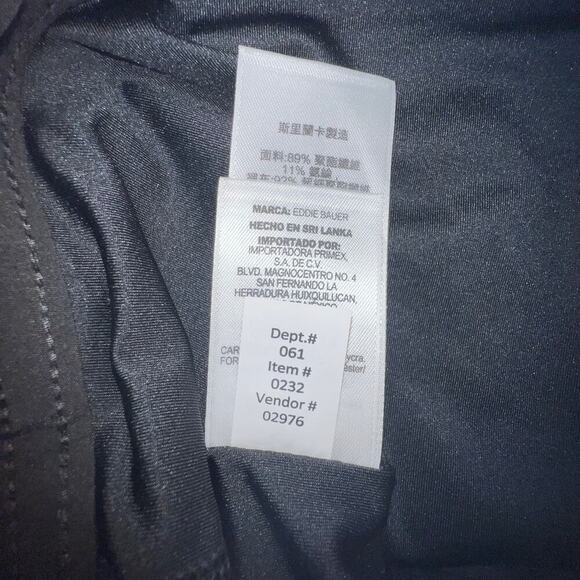 斯里蘭卡製造
面料:89% 聚酯纖維
11% 氨綸
MARCA: EDDIE BAUER
HECHO EN SRI LANKA
IMPORTADO POR:
IMPORTADORA PRIMEX,
S.A. DE C.V.
BLVD. MAGNOCENTRO NO. 4
SAN FERNANDO LA
HERRADURA HUIXQUILUCAN,
Dept.#
061
Item #
0232
Vendor #
02976